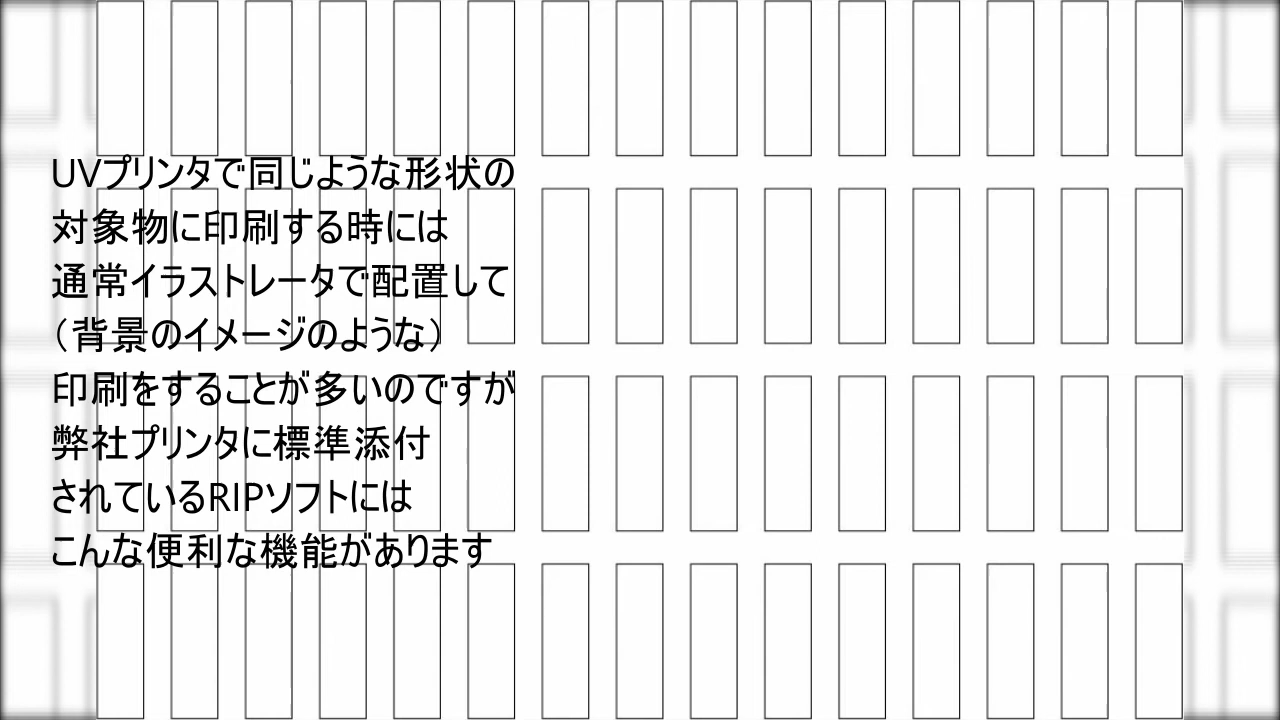 UVプリンタで同じような形状の
対象物に印刷する時には
通常イラストレータで配置して
（背景のイメージのような）
印刷をすることが多いのですが
弊社プリンタに標準添付
されているRIPソフトには
こんな便利な機能があります